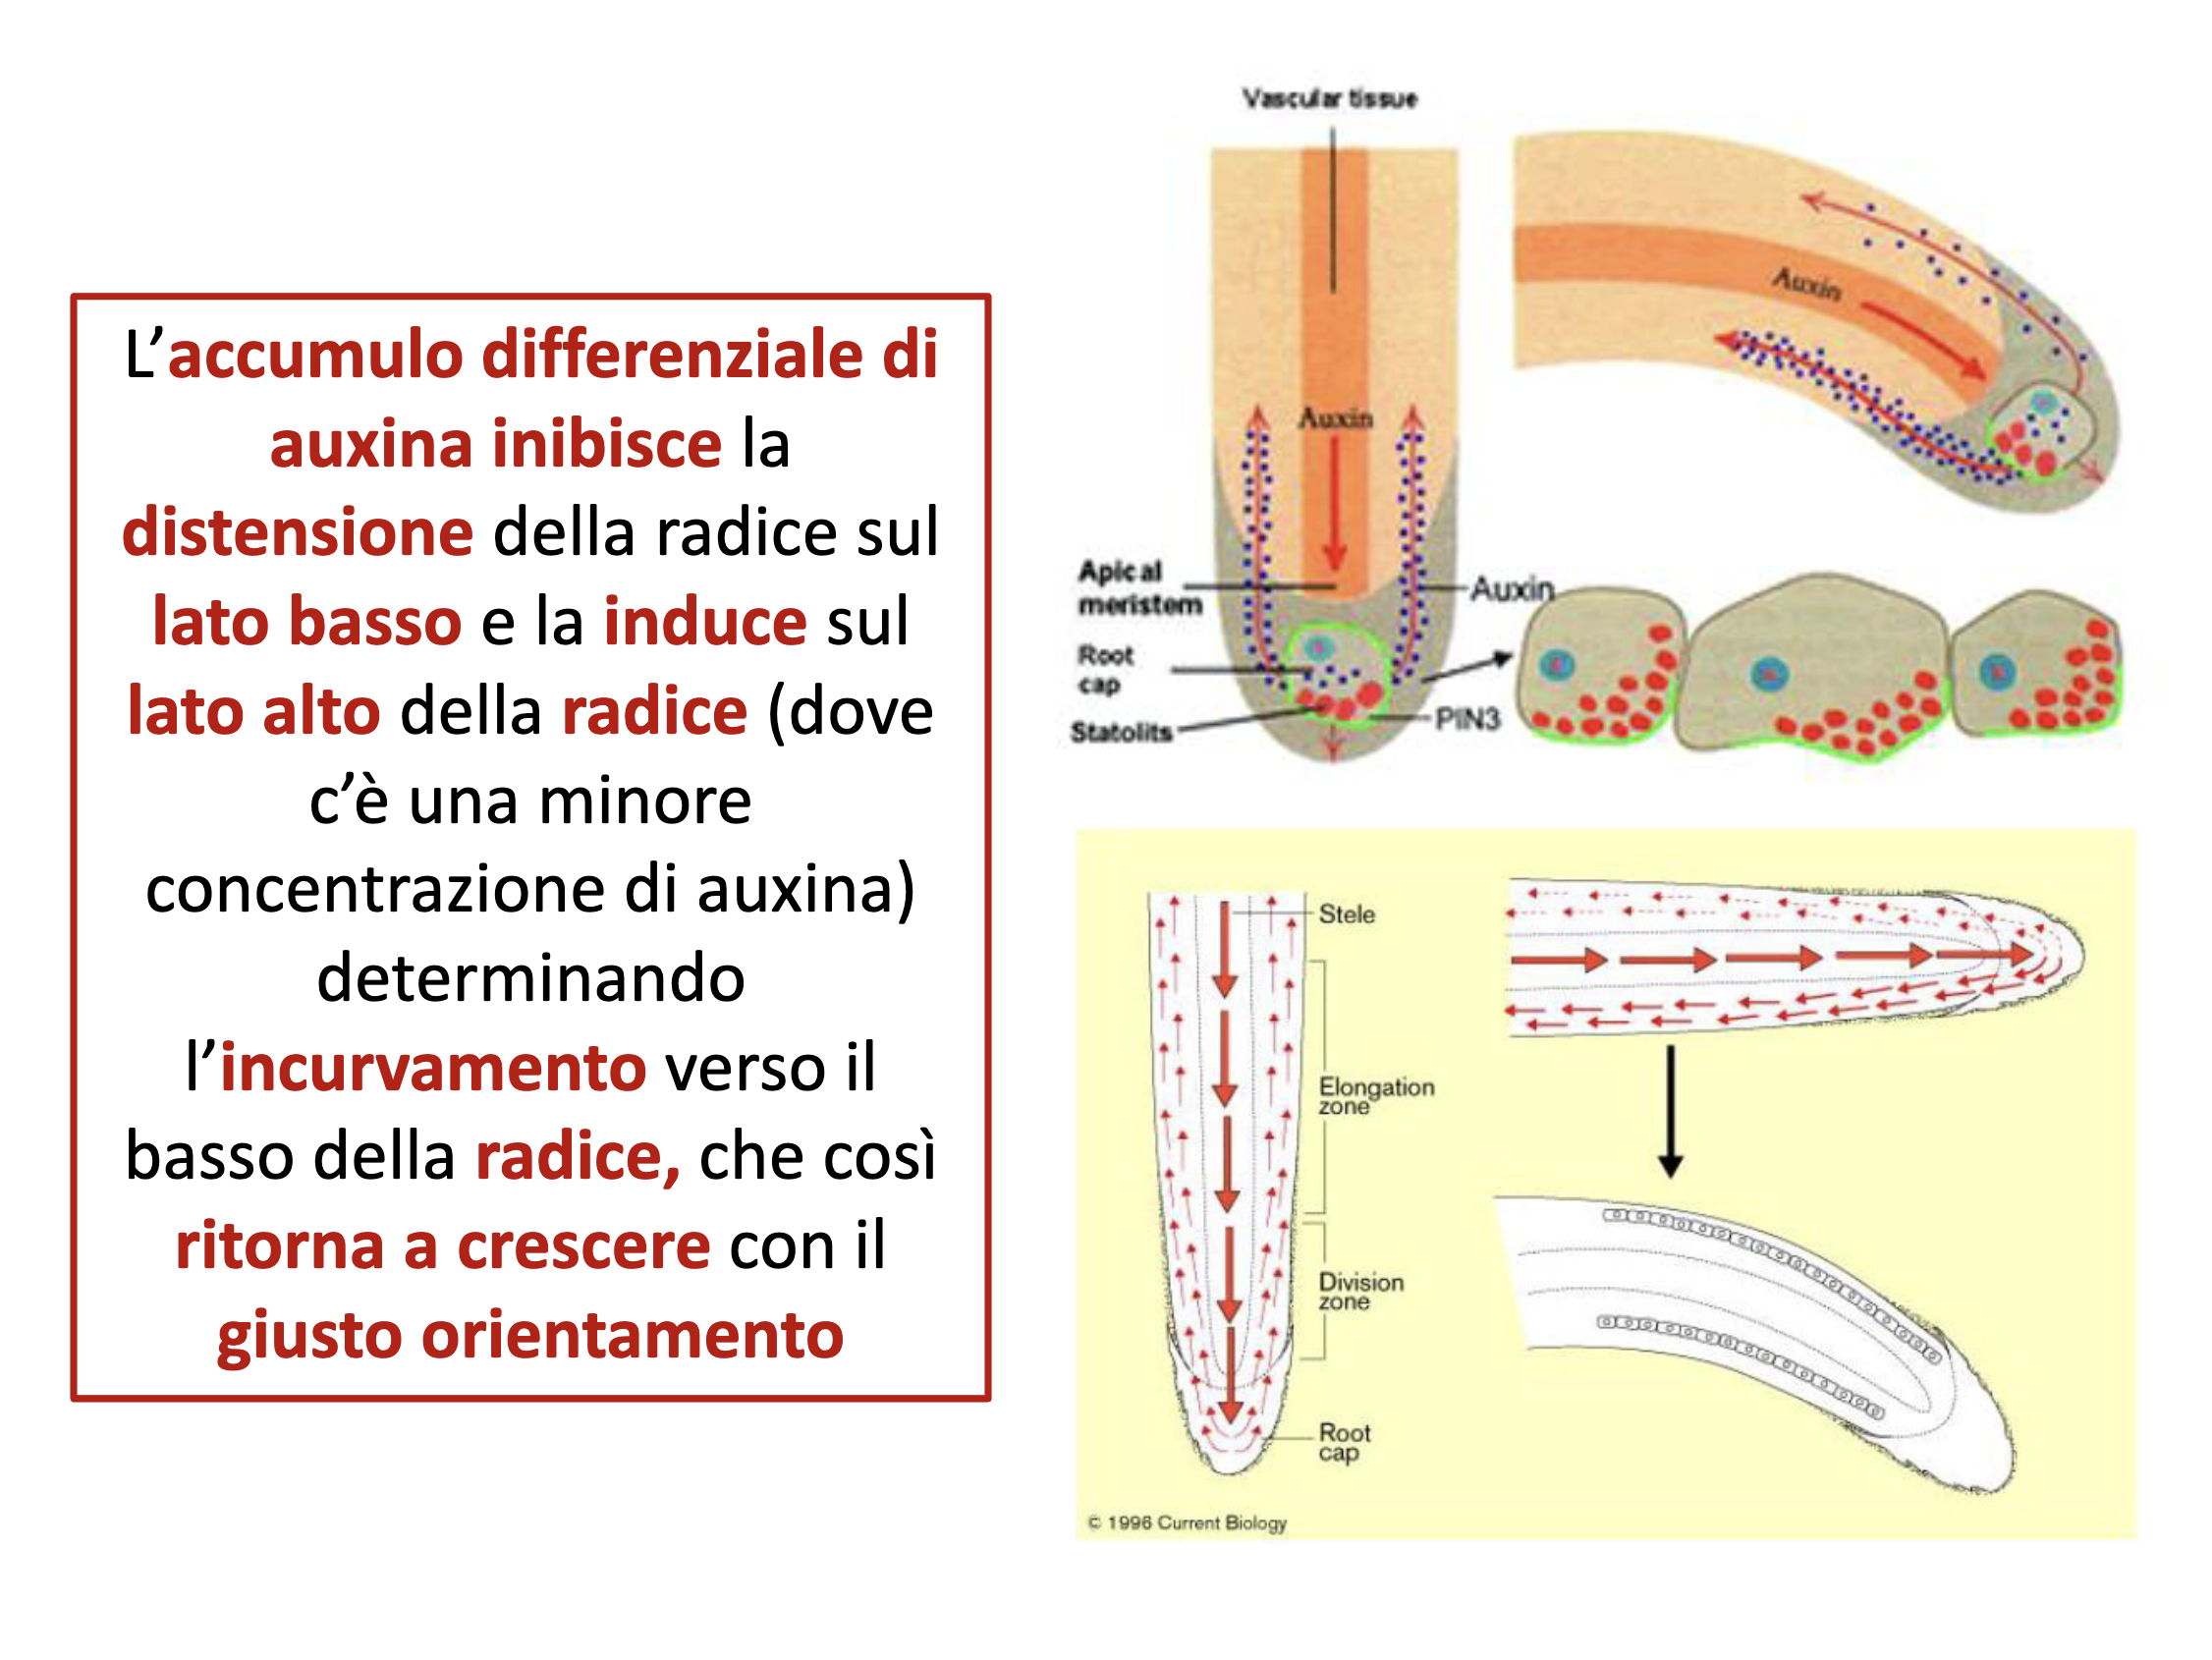 L’accumulo differenziale di
auxina inibisce la
distensione della radice sul
lato basso e la induce sul
lato alto della radice (dove
c’è una minore
concentrazione di auxina)
determinando
l’incurvamento verso il
basso della radice, che così
ritorna a crescere con il
giusto orientamento
Vascular tissue
Auxin
Auxin
Apical
meristem
Auxin
Root
cap
Statolits
PIN3
Stele
Elongation
zone
Division
zone
Root
cap
© 1996 Current Biology